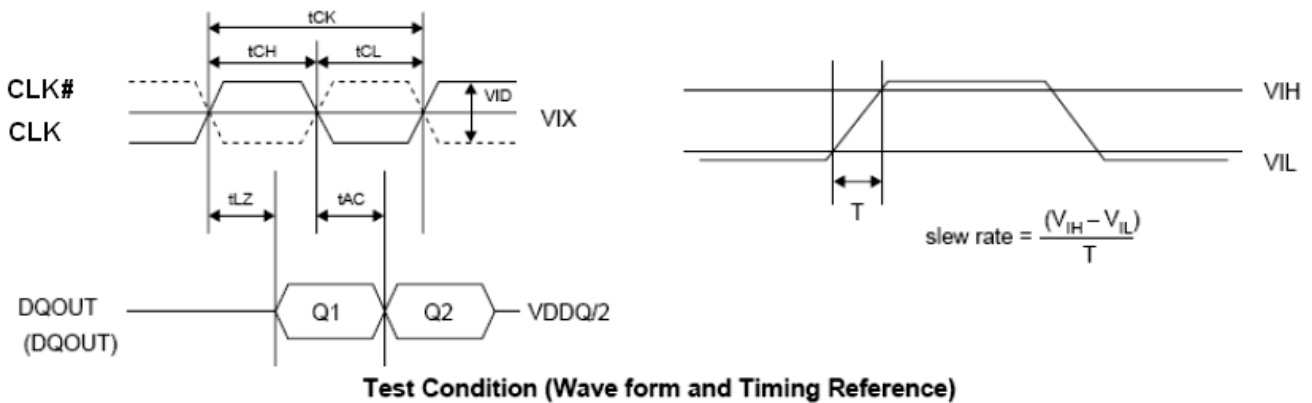 tCK
tCH
tCL
CLK#
CLK
VID
VIX
tLZ
tAC
DQOUT
(DQOUT)
Q1
Q2
VDDQ/2
VIH
VIL
T
slew rate = (VIH – VIL)
T
Test Condition (Wave form and Timing Reference)